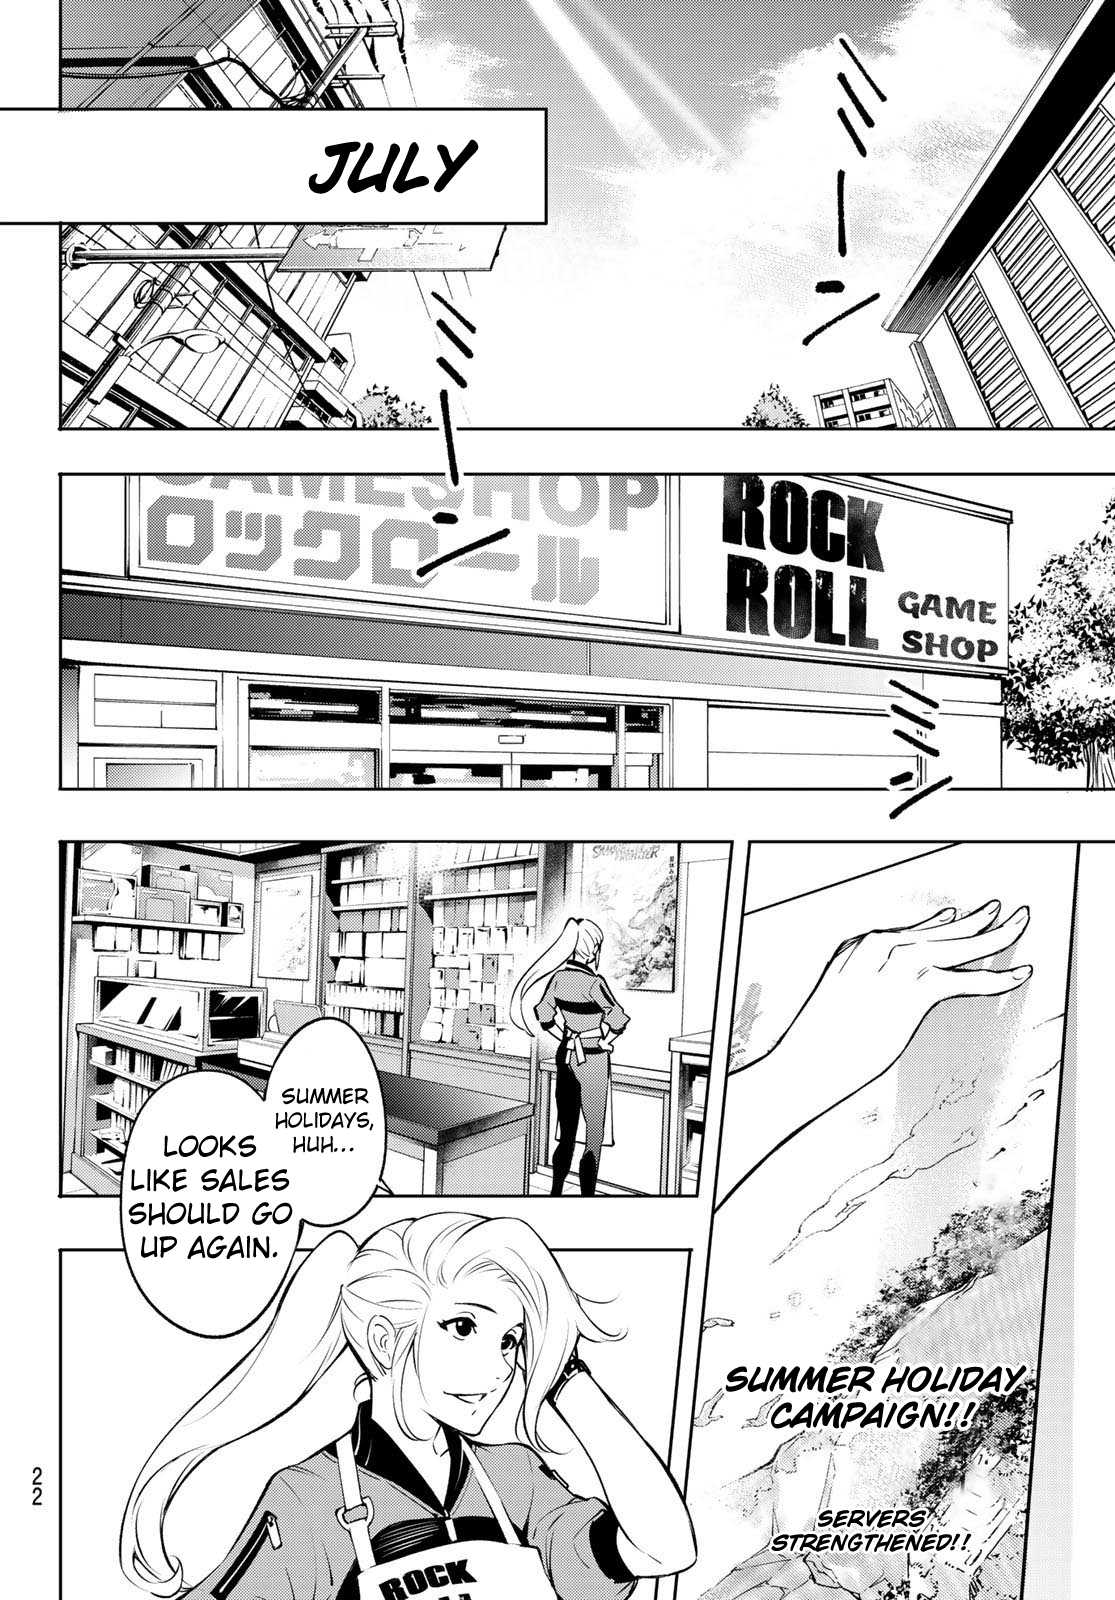 JULY
GAMESHOP
ロックロール
ROCK
ROLL
GAME
SHOP
SUMMER
HOLIDAYS,
HUH...
LOOKS
LIKE SALES
SHOULD GO
UP AGAIN.
SUMMER HOLIDAY
CAMPAIGN!!
SERVERS
STRENGTHENED!!
ROCK
22